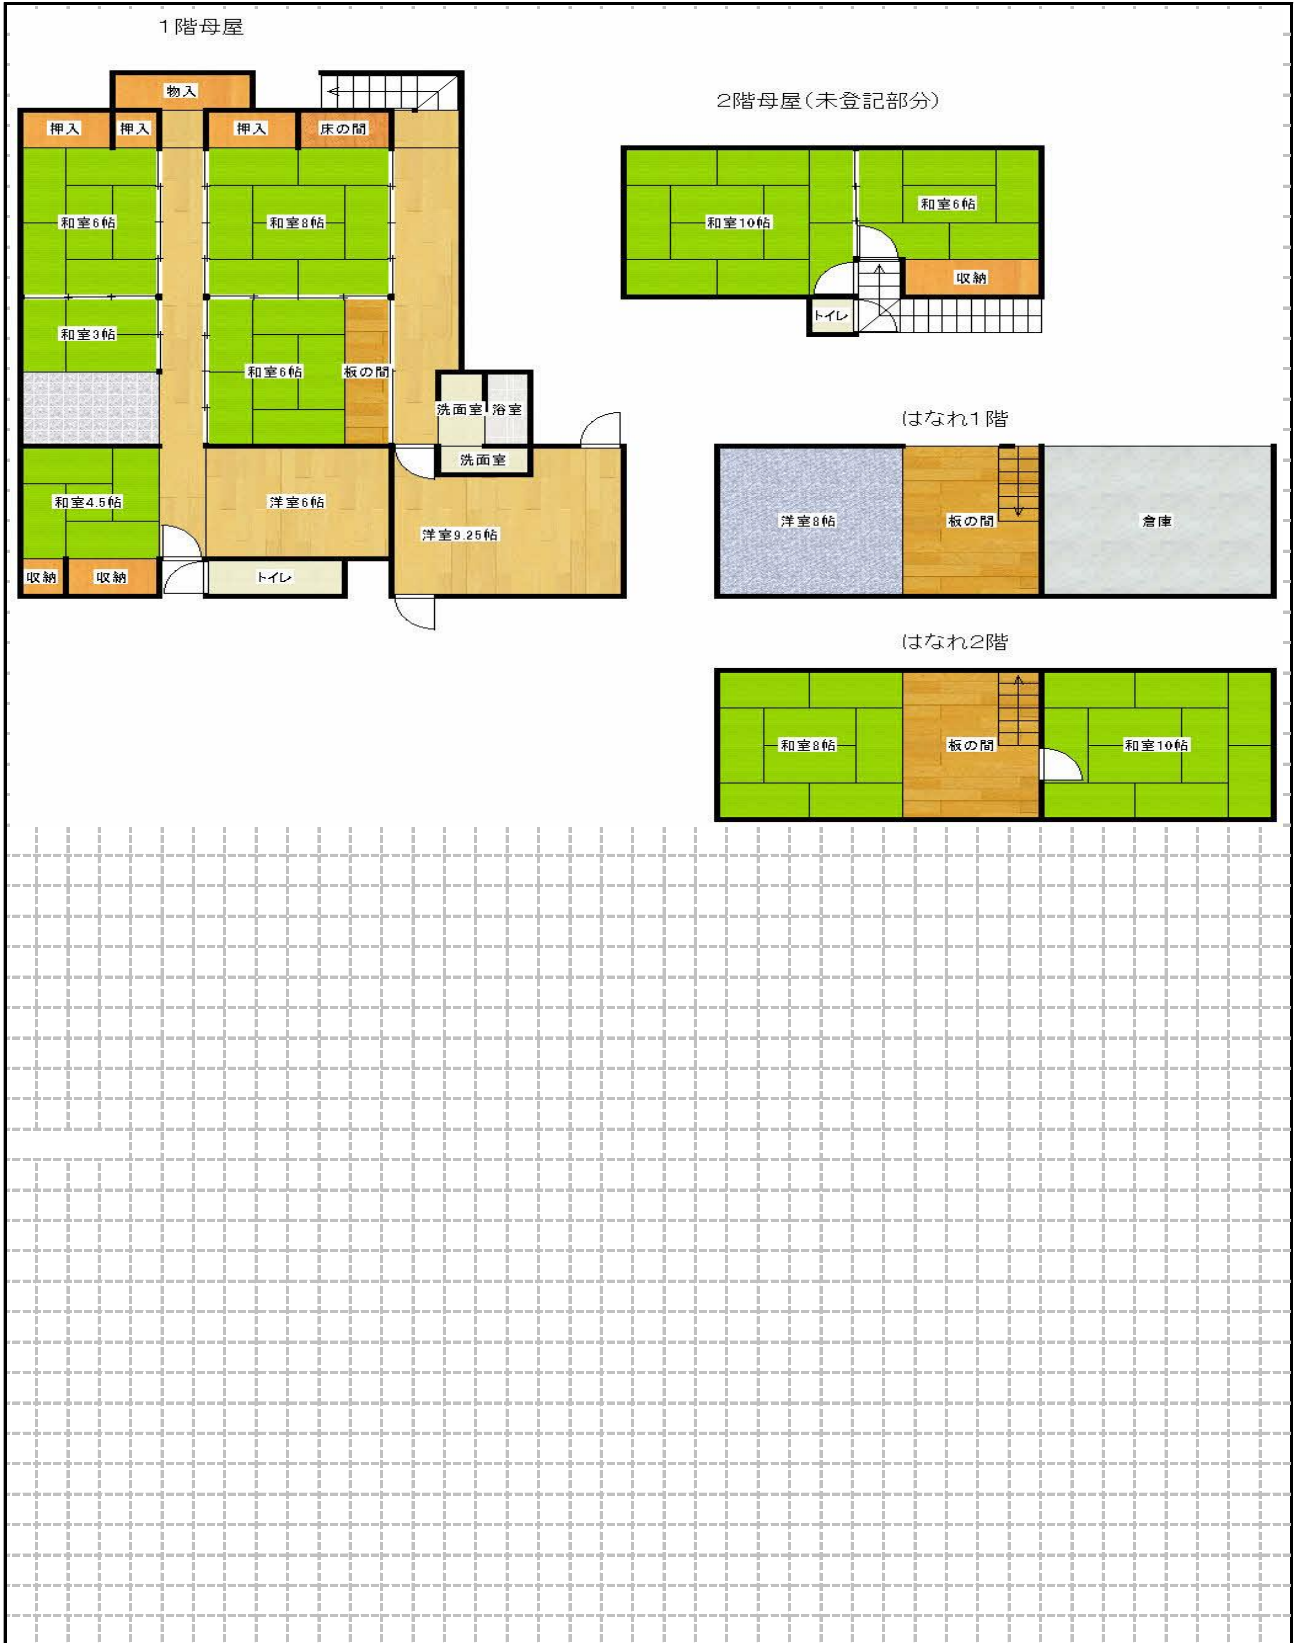 1階母屋
物入
押入
押入
押入
床の間
和室6帖
和室8帖
和室3帖
和室6帖
板の間
洗面室
浴室
洗面室
和室4.5帖
洋室6帖
洋室9.25帖
収納
収納
トイレ
2階母屋(未登記部分)
和室10帖
和室6帖
収納
トイレ
はなれ1階
洋室8帖
板の間
倉庫
はなれ2階
和室8帖
板の間
和室10帖